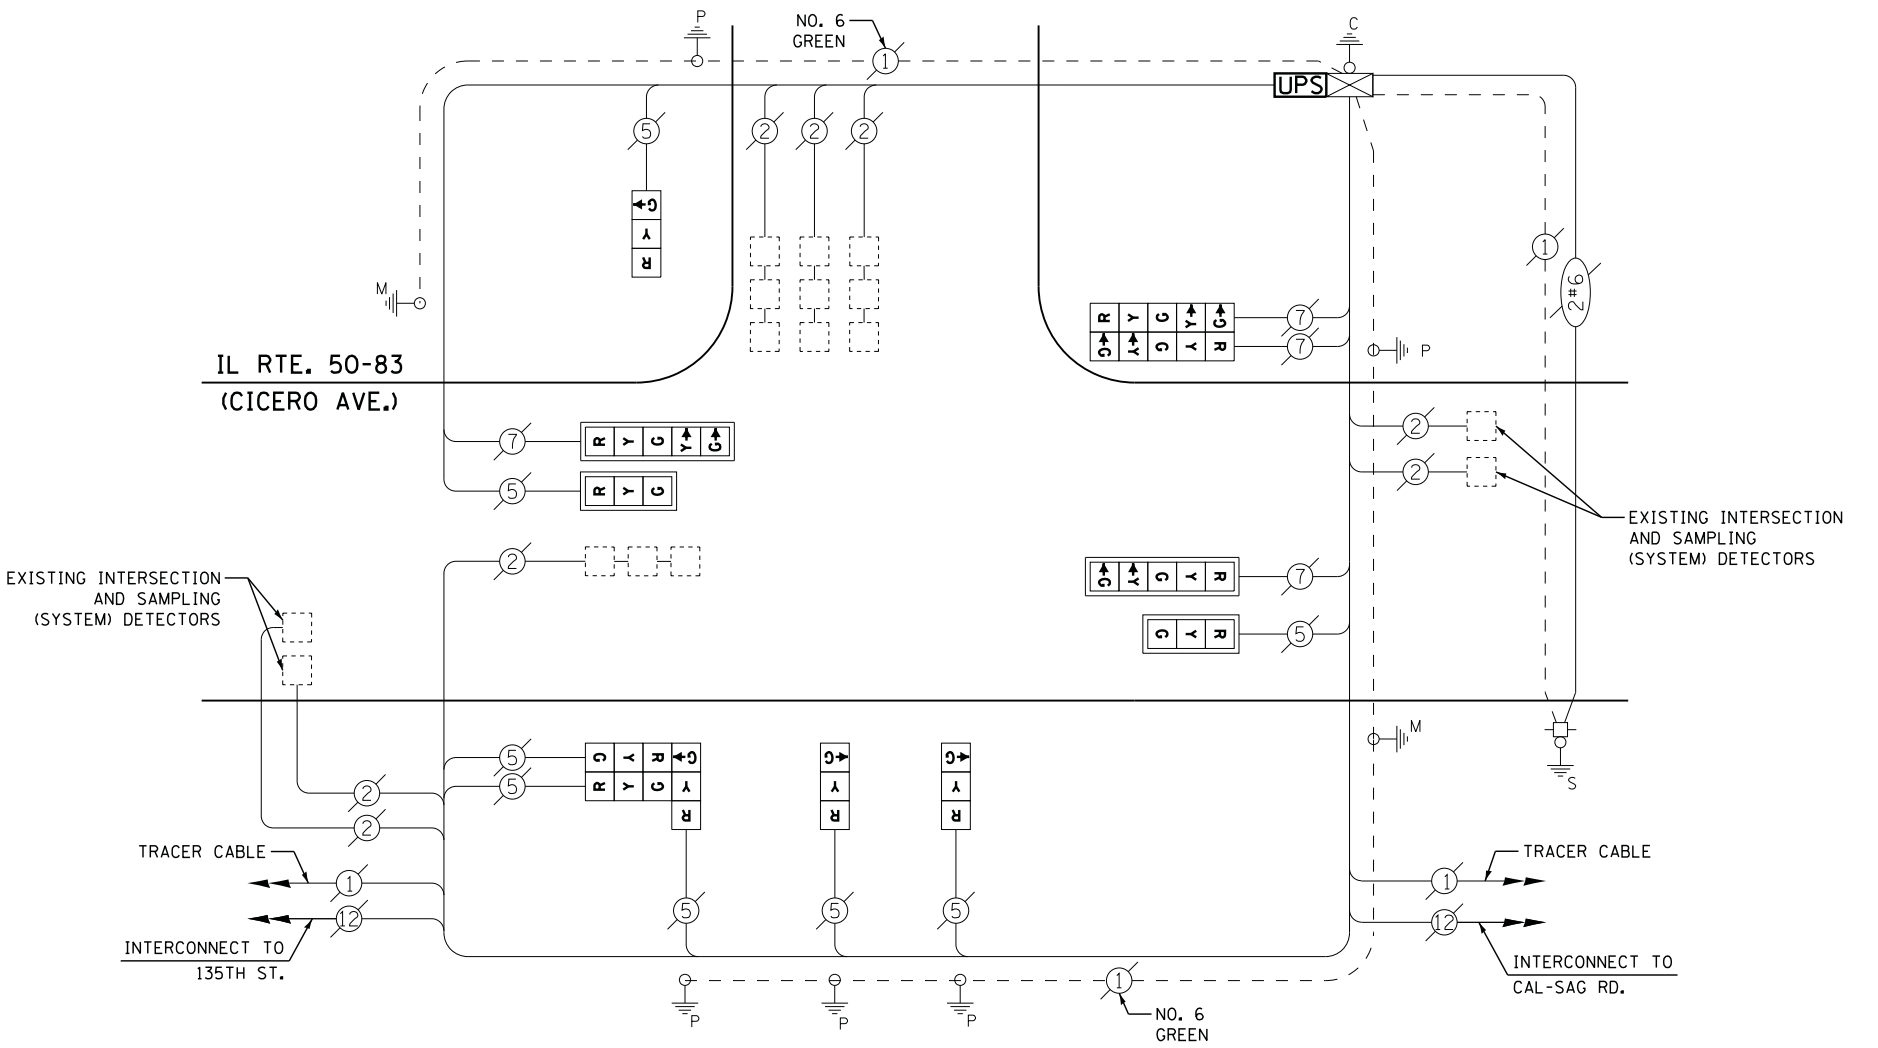 P
NO. 6
GREEN
1
C
UPS
5
2
2
2
G
Y
R
M
1
2#6
R Y G Y G
7
G Y G Y R
7
P
IL RTE. 50-83
(CICERO AVE.)
7
R Y G Y G
5
R Y G
2
2
EXISTING INTERSECTION
AND SAMPLING
(SYSTEM) DETECTORS
2
EXISTING INTERSECTION
AND SAMPLING
(SYSTEM) DETECTORS
G Y G Y R
7
G Y R
5
M
S
5
G Y R G
5
R Y G Y
R
G
Y
R
G
Y
R
2
2
TRACER CABLE
1
12
INTERCONNECT TO
135TH ST.
5
5
5
TRACER CABLE
1
12
INTERCONNECT TO
CAL-SAG RD.
1
P
P
P
NO. 6
GREEN